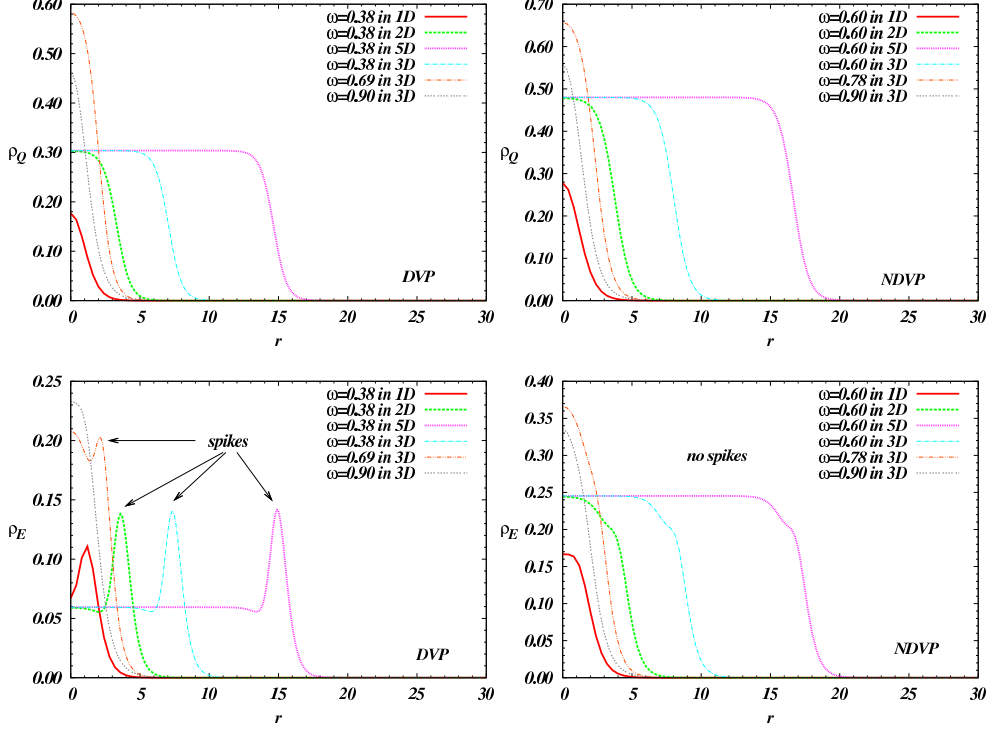 0.60
0.50
0.40
0.30
0.20
0.10
0.00
ρQ
0 5 10 15 20 25 30
r
ω=0.38 in 1D
ω=0.38 in 2D
ω=0.38 in 5D
ω=0.38 in 3D
ω=0.69 in 3D
ω=0.90 in 3D
DVP
0.70
0.60
0.50
0.40
0.30
0.20
0.10
0.00
ρQ
0 5 10 15 20 25 30
r
ω=0.60 in 1D
ω=0.60 in 2D
ω=0.60 in 5D
ω=0.60 in 3D
ω=0.78 in 3D
ω=0.90 in 3D
NDVP
0.25
0.20
0.15
0.10
0.05
0.00
ρE
0 5 10 15 20 25 30
r
ω=0.38 in 1D
ω=0.38 in 2D
ω=0.38 in 5D
ω=0.38 in 3D
ω=0.69 in 3D
ω=0.90 in 3D
spikes
DVP
0.40
0.35
0.30
0.25
0.20
0.15
0.10
0.05
0.00
ρE
0 5 10 15 20 25 30
r
ω=0.60 in 1D
ω=0.60 in 2D
ω=0.60 in 5D
ω=0.60 in 3D
ω=0.78 in 3D
ω=0.90 in 3D
no spikes
NDVP